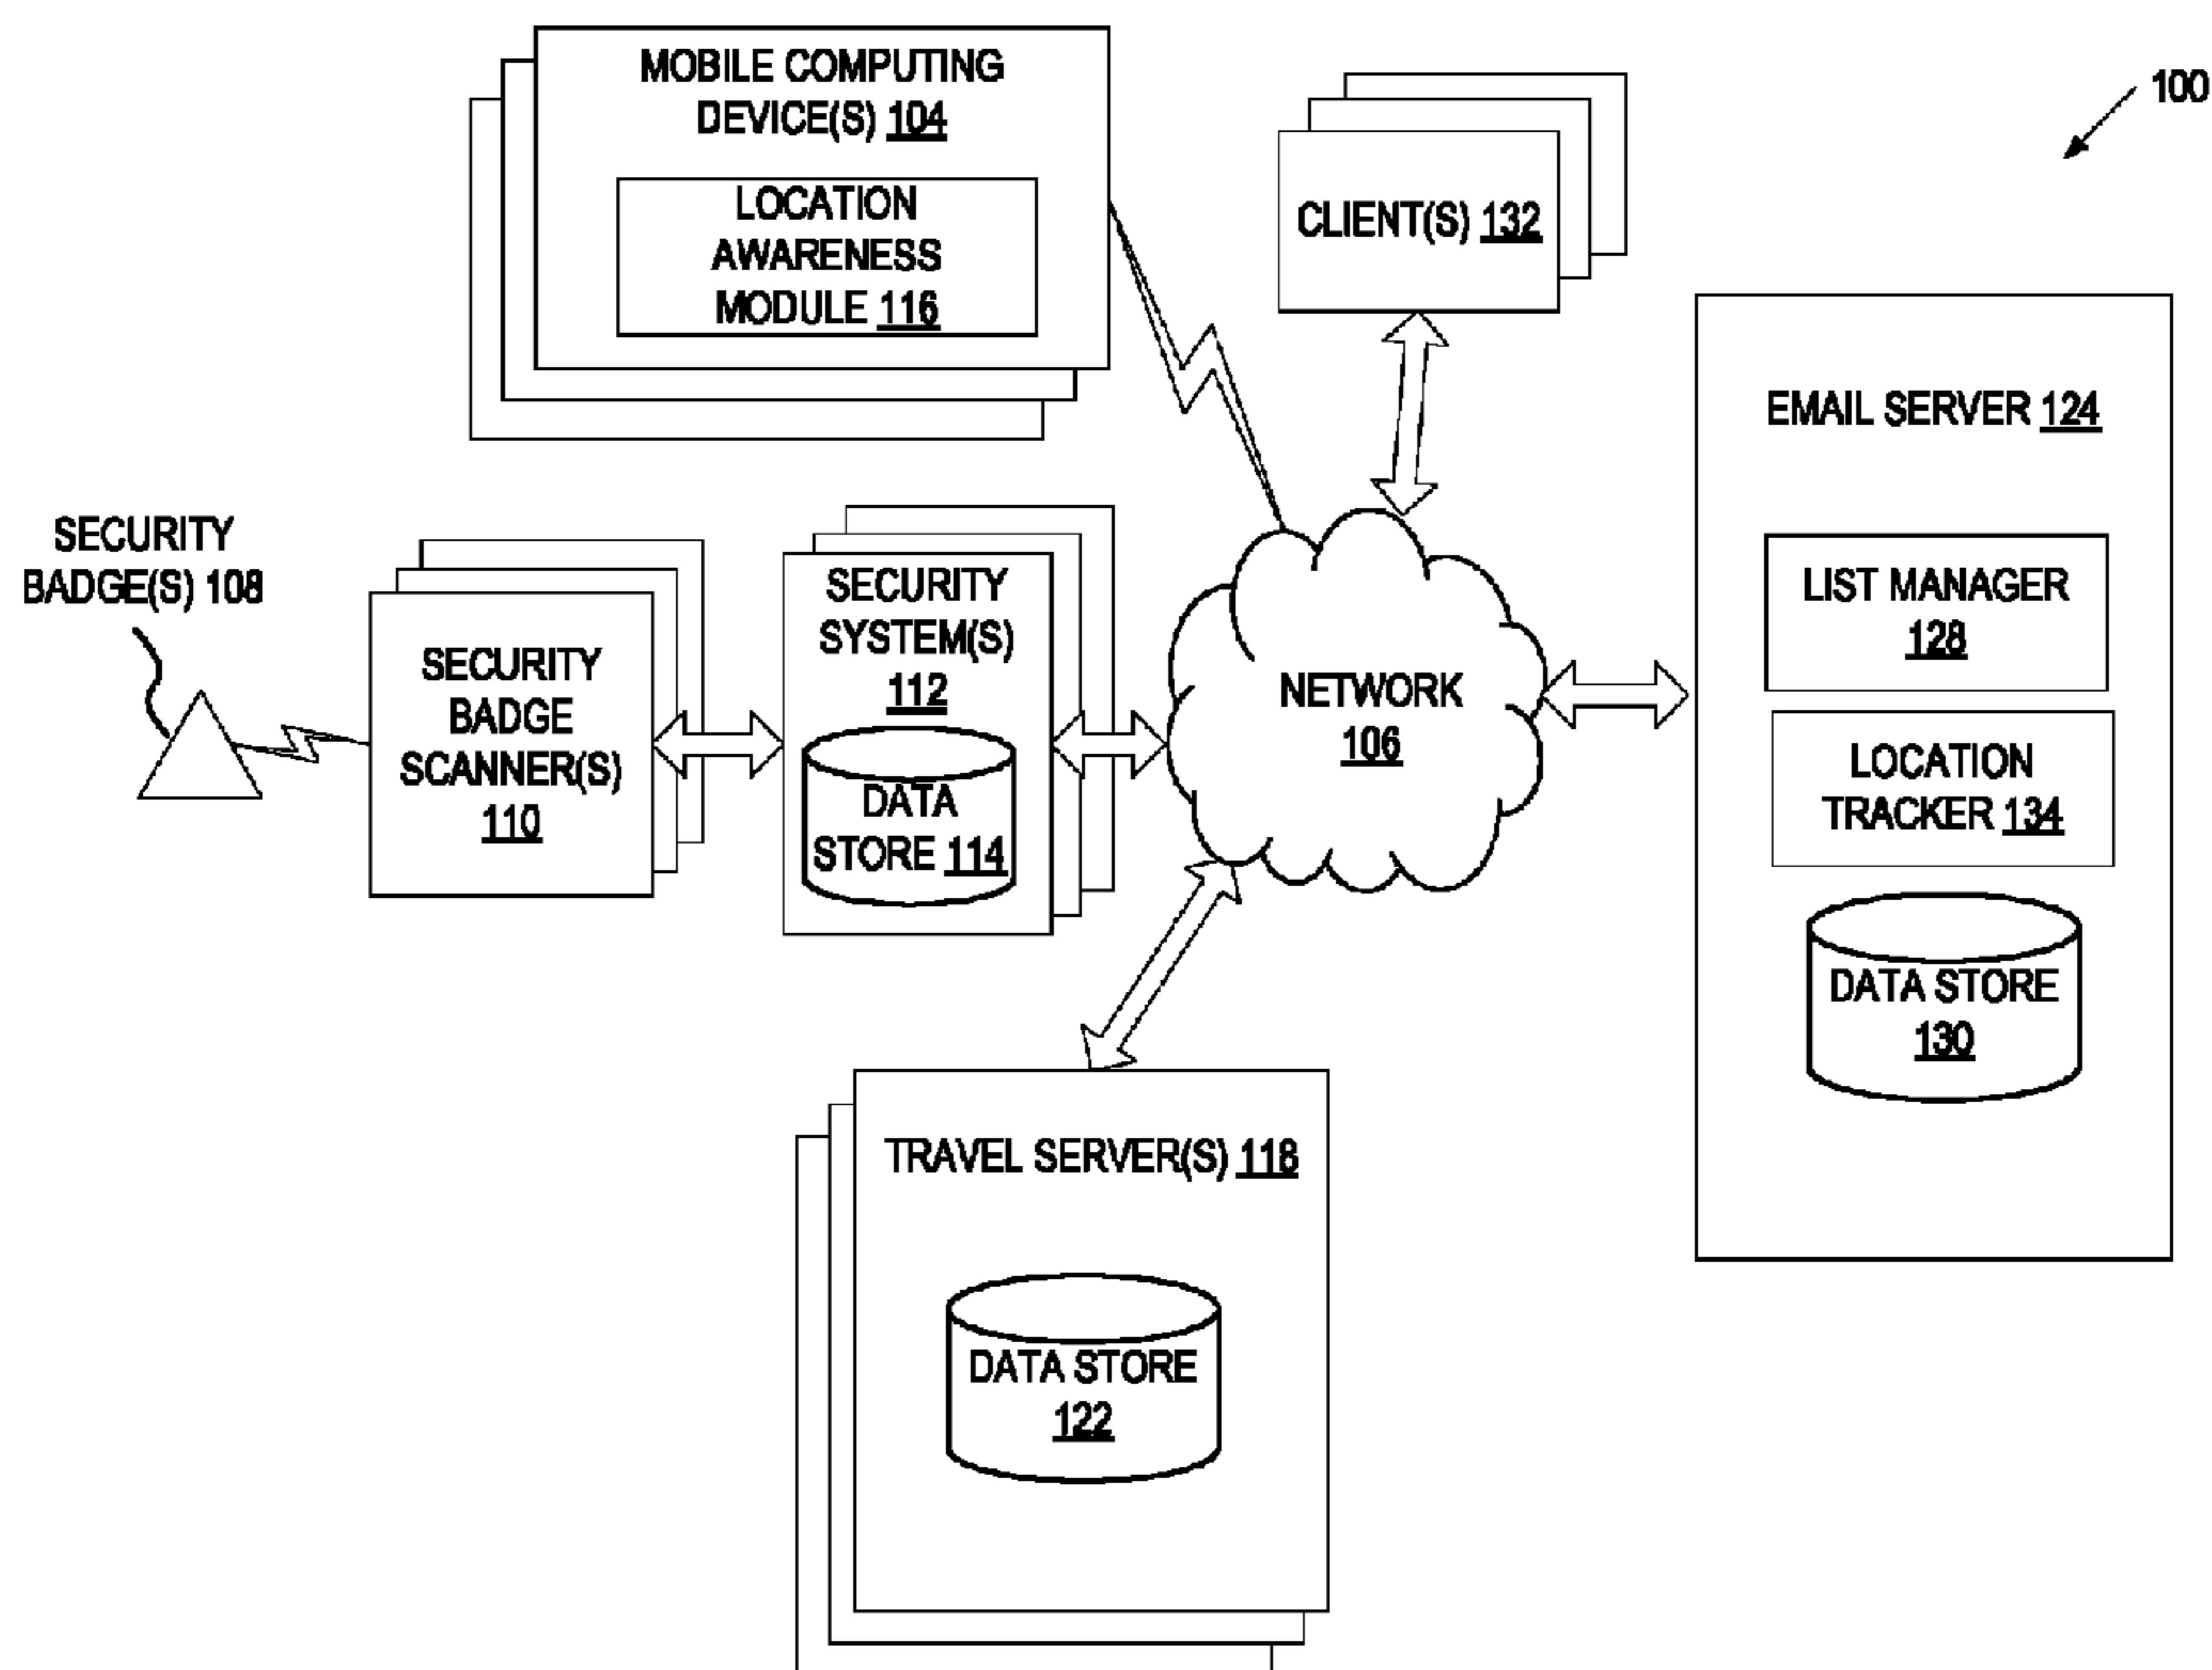 MOBILE COMPUTING
DEVICE(S) 104
LOCATION
AWARENESS
MODULE 116
CLIENT(S) 132
100
EMAIL SERVER 124
LIST MANAGER
128
LOCATION
TRACKER 134
DATA STORE
130
SECURITY
BADGE(S) 108
SECURITY
BADGE
SCANNER(S)
110
SECURITY
SYSTEM(S)
112
DATA
STORE 114
NETWORK
106
TRAVEL SERVER(S) 118
DATA STORE
122